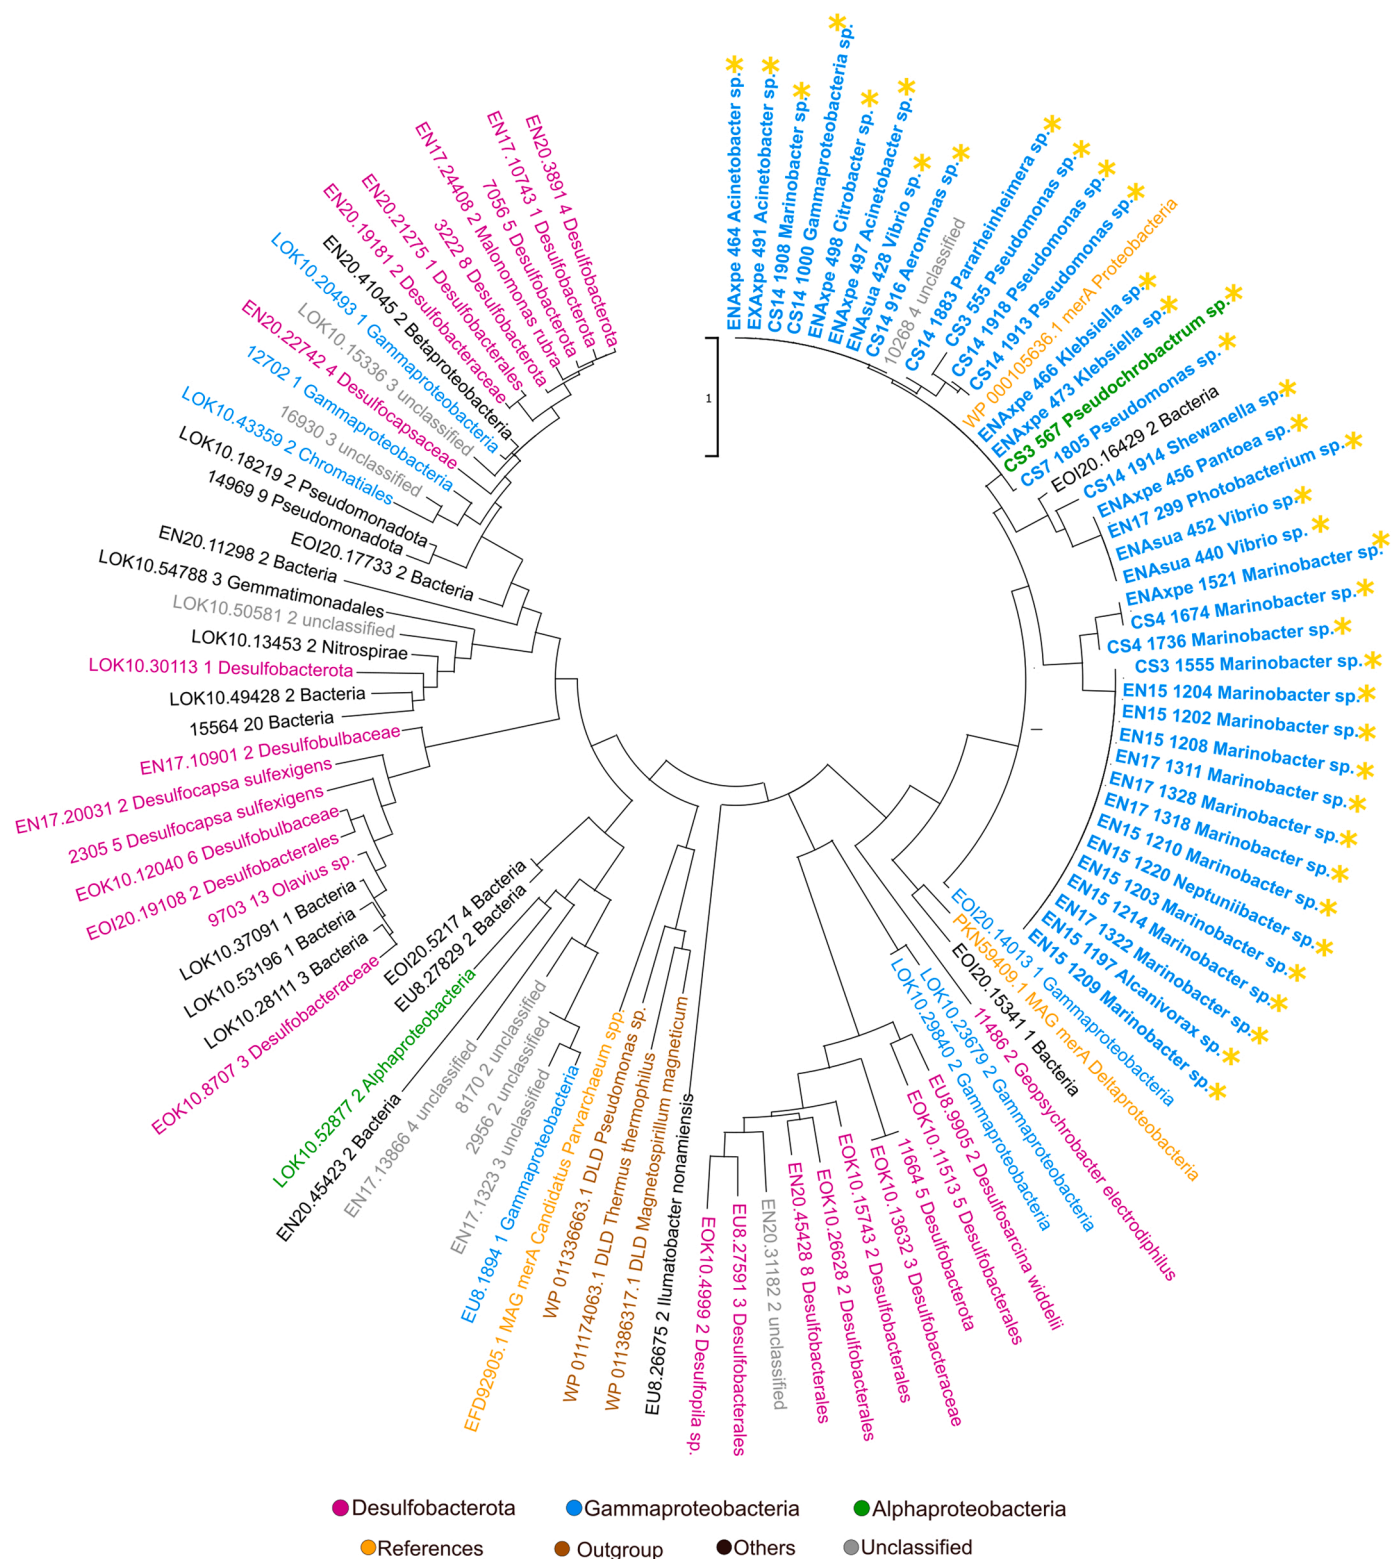 ENAxpe 464 Acinetobacter sp.*
EXAxpe 491 Acinetobacter sp.*
CS14 1908 Marinobacter sp.*
CS14 1000 Gammaproteobacteria sp.*
ENAxpe 498 Citrobacter sp.*
ENAxpe 497 Acinetobacter sp.*
ENAsua 428 Vibrio sp.*
CS14 916 Aeromonas sp.*
10268 4 unclassified
CS14 1883 Pararheinheimera sp.*
CS3 555 Pseudomonas sp.*
CS14 1918 Pseudomonas sp.*
CS14 1913 Pseudomonas sp.*
WP 000105636.1 merA Proteobacteria
ENAxpe 466 Klebsiella sp.*
ENAxpe 473 Klebsiella sp.*
CS3 567 Pseudochrobactrum sp.*
CS7 1805 Pseudomonas sp.*
EOI20.16429 2 Bacteria
CS14 1914 Shewanella sp.*
ENAxpe 456 Pantoea sp.*
EN17 299 Photobacterium sp.*
ENAsua 452 Vibrio sp.*
ENAsua 440 Vibrio sp.*
ENAxpe 1521 Marinobacter sp.*
CS4 1674 Marinobacter sp.*
CS4 1736 Marinobacter sp.*
CS3 1555 Marinobacter sp.*
EN15 1204 Marinobacter sp.*
EN15 1202 Marinobacter sp.*
EN15 1208 Marinobacter sp.*
EN17 1311 Marinobacter sp.*
EN17 1328 Marinobacter sp.*
EN17 1318 Marinobacter sp.*
EN15 1210 Marinobacter sp.*
EN15 1220 Neptuniibacter sp.*
EN15 1203 Marinobacter sp.*
EN15 1214 Marinobacter sp.*
EN17 1322 Marinobacter sp.*
EN15 1197 Alcanivorax sp.*
EN15 1209 Marinobacter sp.*
EOI20.14013 1 Gammaproteobacteria
PKN59409.1 MAG merA Deltaproteobacteria
EOI20.15341 1 Bacteria
11486 2 Geopsychrobacter electrodiphilus
LOK10.23679 2 Gammaproteobacteria
LOK10.29840 2 Gammaproteobacteria
EU8.9905 2 Desulfosarcina widdelii
EOK10.11513 5 Desulfobacterales
11664 5 Desulfobacterota
EOK10.13632 3 Desulfobacteraceae
EOK10.15743 2 Desulfobacterales
EOK10.26628 2 Desulfobacterales
EN20.45428 8 Desulfobacterales
EN20.31182 2 unclassified
EU8.27591 3 Desulfobacterales
EOK10.4999 2 Desulfopila sp.
EU8.26675 2 Ilumatobacter nonamiensis
WP 011386317.1 DLD Magnetospirillum magneticum
WP 011174063.1 DLD Thermus thermophilus
WP 011336663.1 DLD Pseudomonas sp.
EFD92905.1 MAG merA Candidatus Parvarchaeum spp.
EU8.1894 1 Gammaproteobacteria
EN17.1323 3 unclassified
2956 2 unclassified
8170 2 unclassified
EN17.13866 4 unclassified
EN20.45423 2 Bacteria
LOK10.52877 2 Alphaproteobacteria
EU8.27829 2 Bacteria
EOI20.5217 4 Bacteria
EOK10.8707 3 Desulfobacteraceae
LOK10.28111 3 Bacteria
LOK10.53196 1 Bacteria
LOK10.37091 1 Bacteria
9703 13 Olavius sp.
EOI20.19108 2 Desulfobacterales
EOK10.12040 6 Desulfobulbaceae
2305 5 Desulfocapsa sulfexigens
EN17.20031 2 Desulfocapsa sulfexigens
EN17.10901 2 Desulfobulbaceae
15564 20 Bacteria
LOK10.49428 2 Bacteria
LOK10.30113 1 Desulfobacterota
LOK10.13453 2 Nitrospirae
LOK10.50581 2 unclassified
LOK10.54788 3 Gemmatimonadales
EN20.11298 2 Bacteria
EOI20.17733 2 Bacteria
14969 9 Pseudomonadota
LOK10.18219 2 Pseudomonadota
LOK10.43359 2 Chromatiales
16930 3 unclassified
12702 1 Gammaproteobacteria
EN20.22742 4 Desulfocapsaceae
LOK10.15336 3 unclassified
LOK10.20493 1 Gammaproteobacteria
EN20.41045 2 Betaproteobacteria
EN20.19181 2 Desulfobacteraceae
EN20.21275 1 Desulfobacterales
3222 8 Desulfobacterota
EN17.24408 2 Malonomonas rubra
7056 5 Desulfobacterota
EN17.10743 1 Desulfobacterota
EN20.3891 4 Desulfobacterota
1
Desulfobacterota
Gammaproteobacteria
Alphaproteobacteria
References
Outgroup
Others
Unclassified